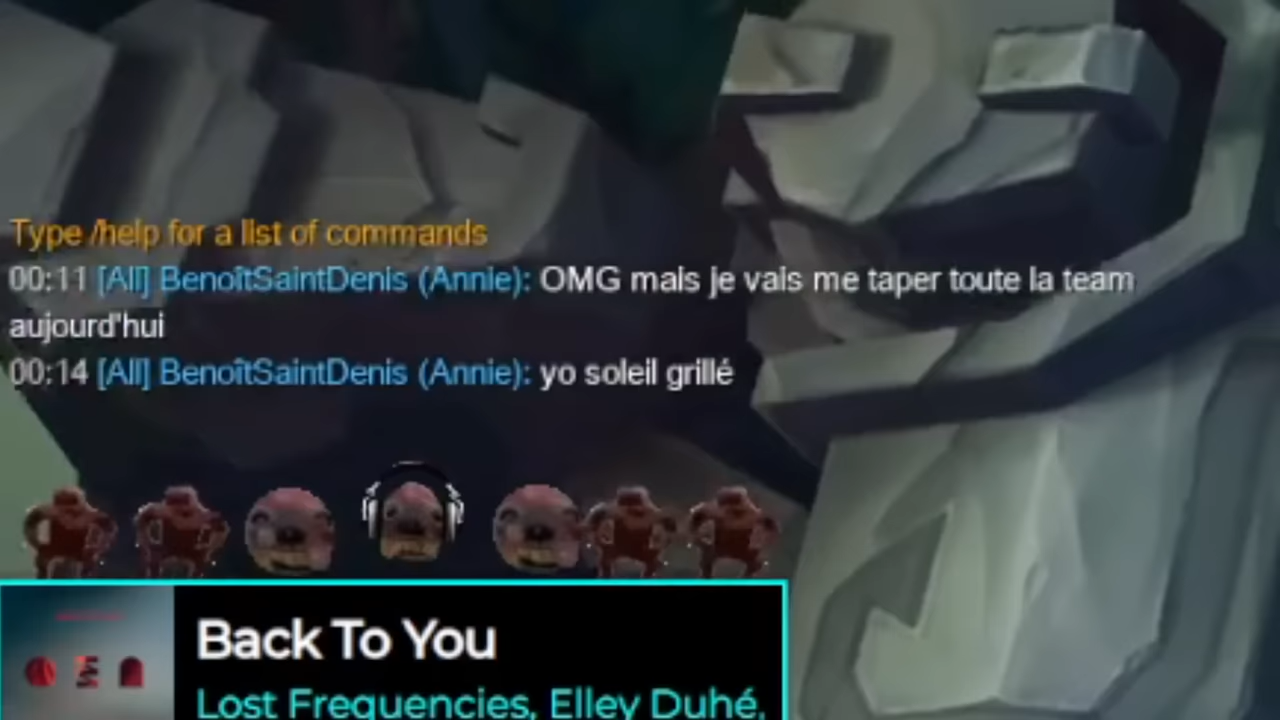 Type /help for a list of commands
00:11 [All] BenoîtSaintDenis (Annie): OMG mais je vais me taper toute la team
aujourd'hui
00:14 [All] BenoîtSaintDenis (Annie): yo soleil grillé
Back To You
Lost Frequencies, Elley Duhé,